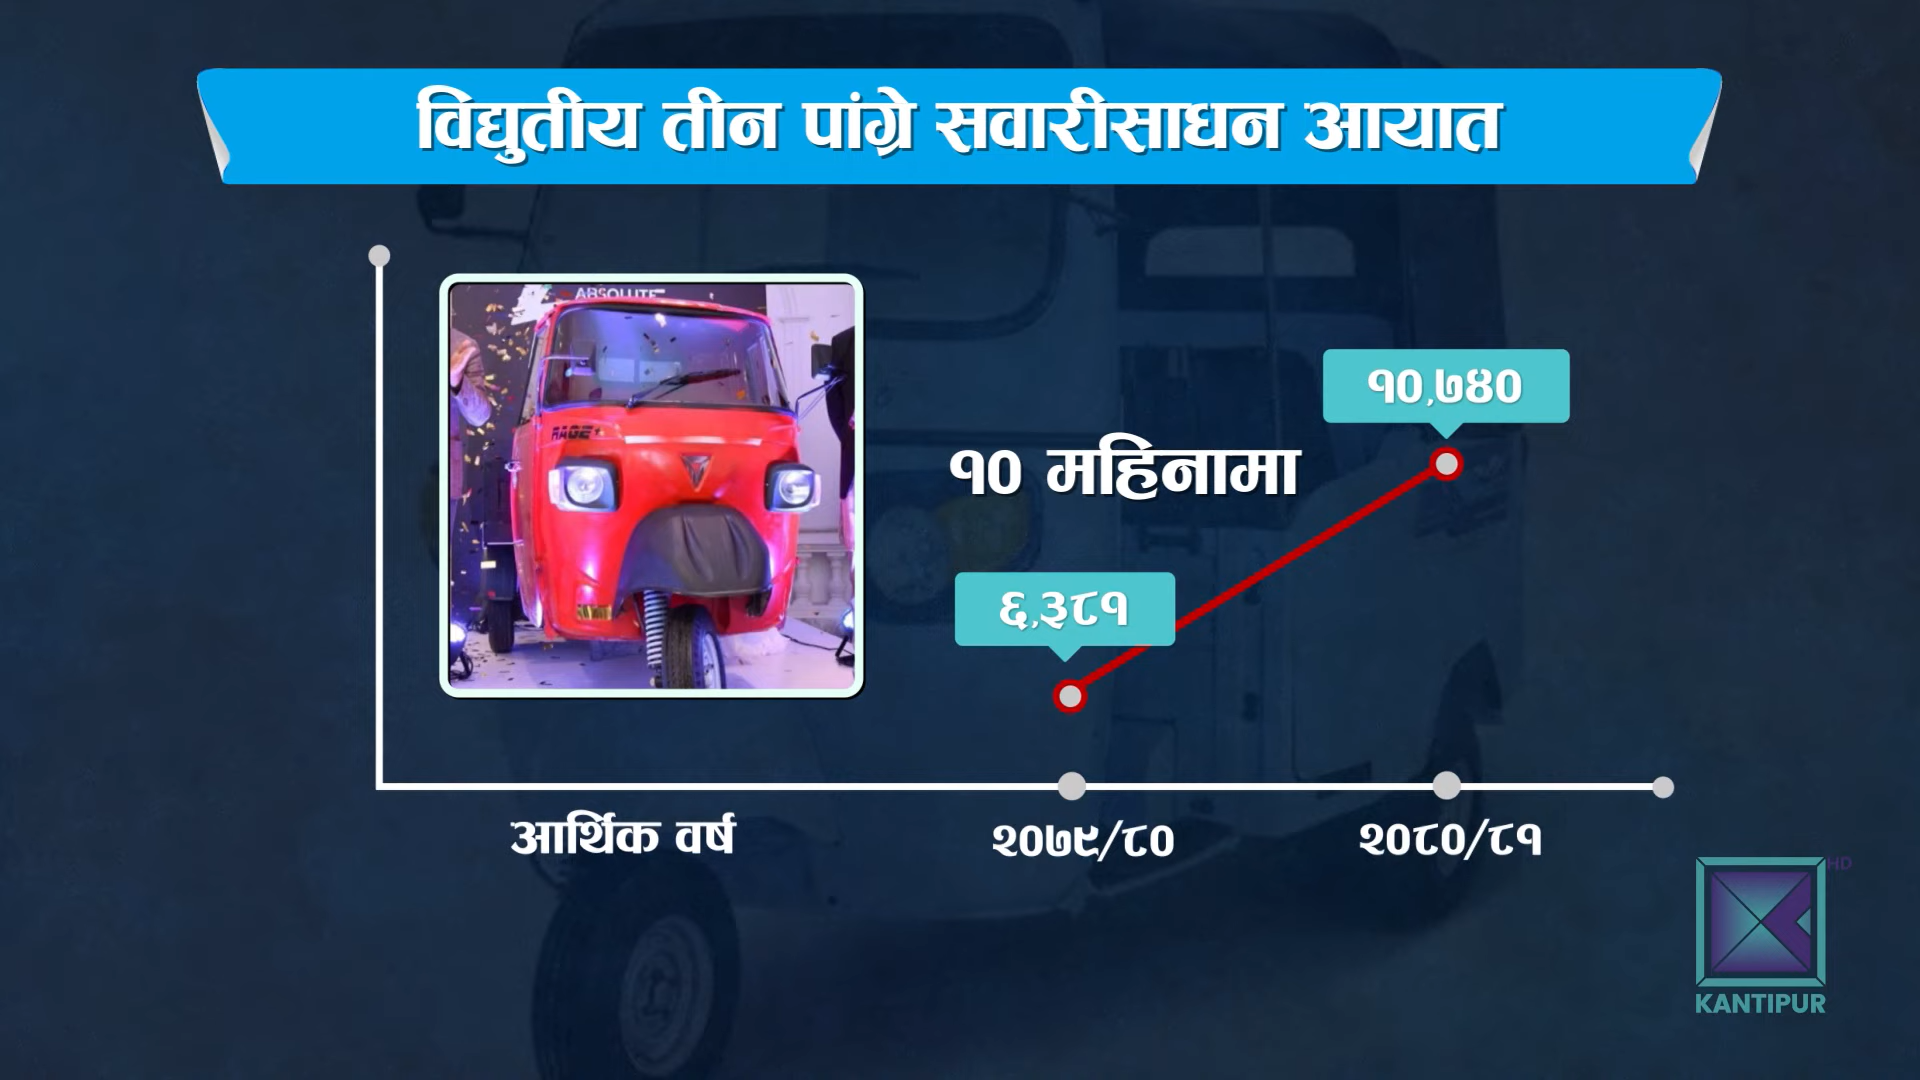 विद्युतीय तीन पांग्रे सवारीसाधन आयात
ABSOLUTE
RAGE+
१०,७४०
१० महिनामा
६,३८१
आर्थिक वर्ष
२०७९/८०
२०८०/८१
HD
KANTIPUR